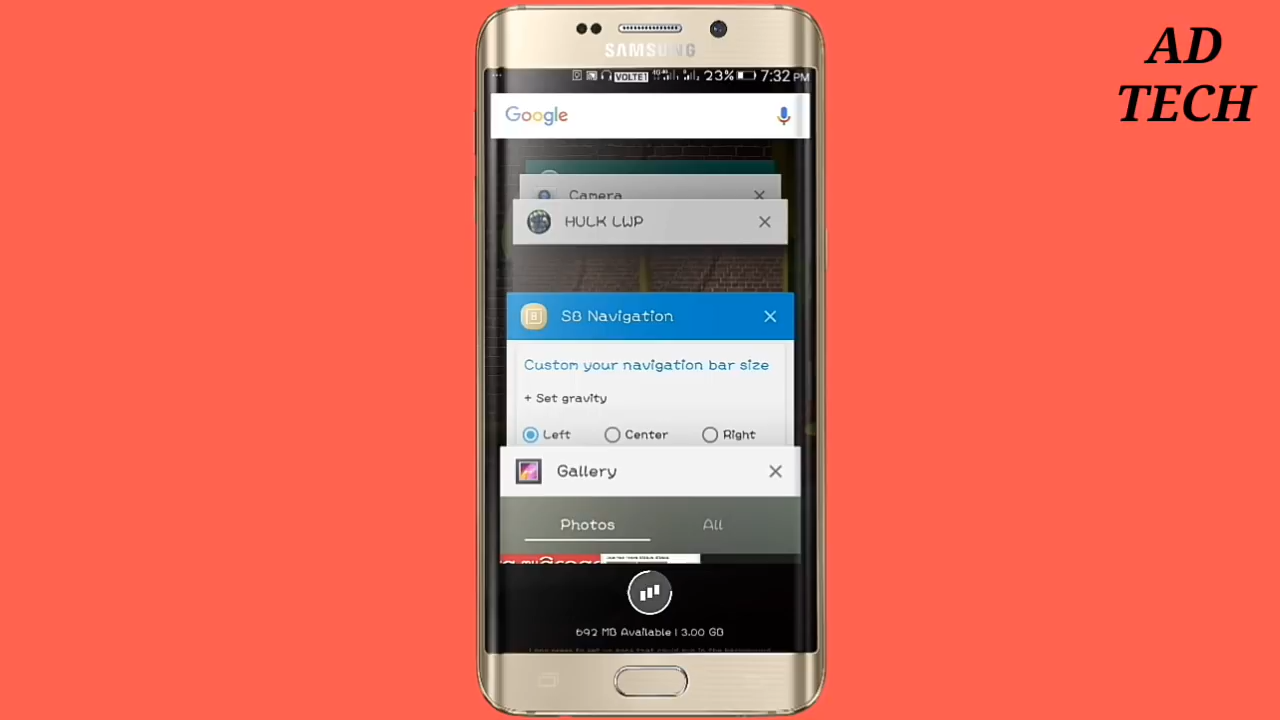 AD
TECH
SAMSUNG
VOLTE 23% 7:32 PM
Google
Camera
HULK LWP
S8 Navigation
Custom your navigation bar size
+ Set gravity
Left Center Right
Gallery
Photos All
692 MB Available | 3.00 GB